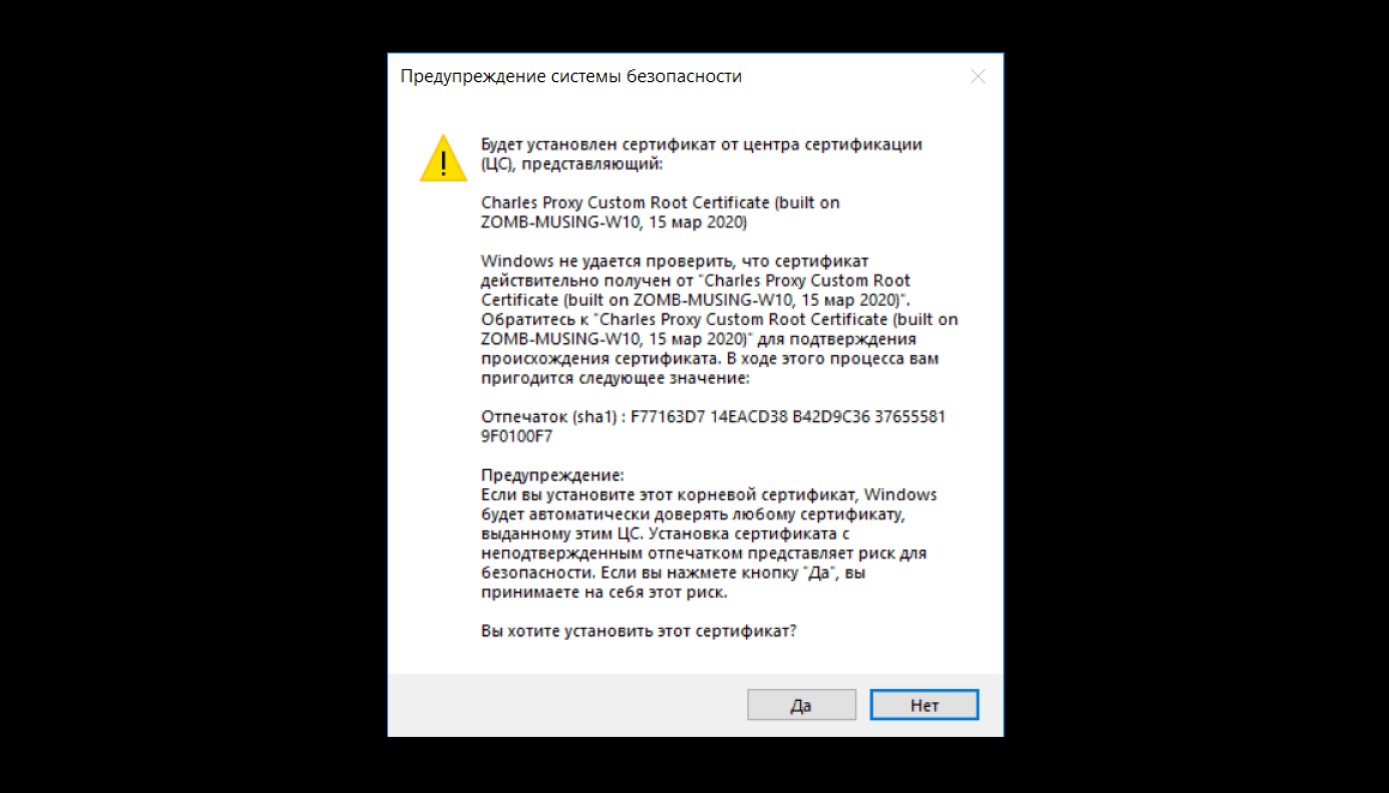 Предупреждение системы безопасности
Будет установлен сертификат от центра сертификации
(ЦС), представляющий:
Charles Proxy Custom Root Certificate (built on
ZOMB-MUSING-W10, 15 мар 2020)
Windows не удается проверить, что сертификат
действительно получен от "Charles Proxy Custom Root
Certificate (built on ZOMB-MUSING-W10, 15 мар 2020)".
Обратитесь к "Charles Proxy Custom Root Certificate (built on
ZOMB-MUSING-W10, 15 мар 2020)" для подтверждения
происхождения сертификата. В ходе этого процесса вам
пригодится следующее значение:
Отпечаток (sha1) : F77163D7 14EACD38 B42D9C36 37655581
9F0100F7
Предупреждение:
Если вы установите этот корневой сертификат, Windows
будет автоматически доверять любому сертификату,
выданному этим ЦС. Установка сертификата с
неподтвержденным отпечатком представляет риск для
безопасности. Если вы нажмете кнопку "Да", вы
принимаете на себя этот риск.
Вы хотите установить этот сертификат?
Да
Нет